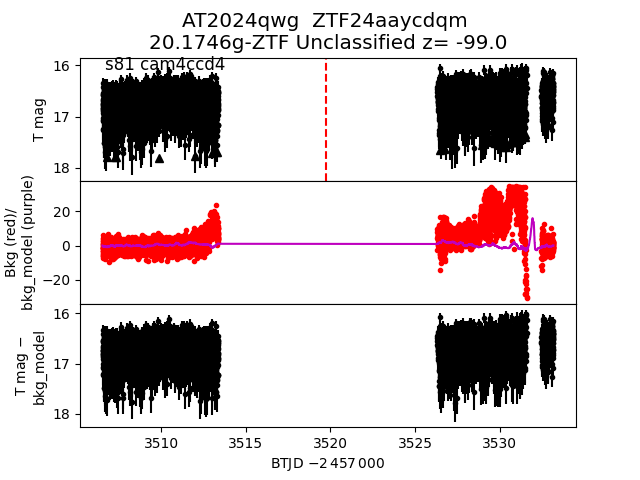 AT2024qwg  ZTF24aaycdqm
20.1746g-ZTF Unclassified z= -99.0
s81 cam4ccd4
16
17
18
T mag
20
0
−20
Bkg (red)/
bkg_model (purple)
16
17
18
T mag −
bkg_model
3510
3515
3520
3525
3530
BTJD −2 457 000